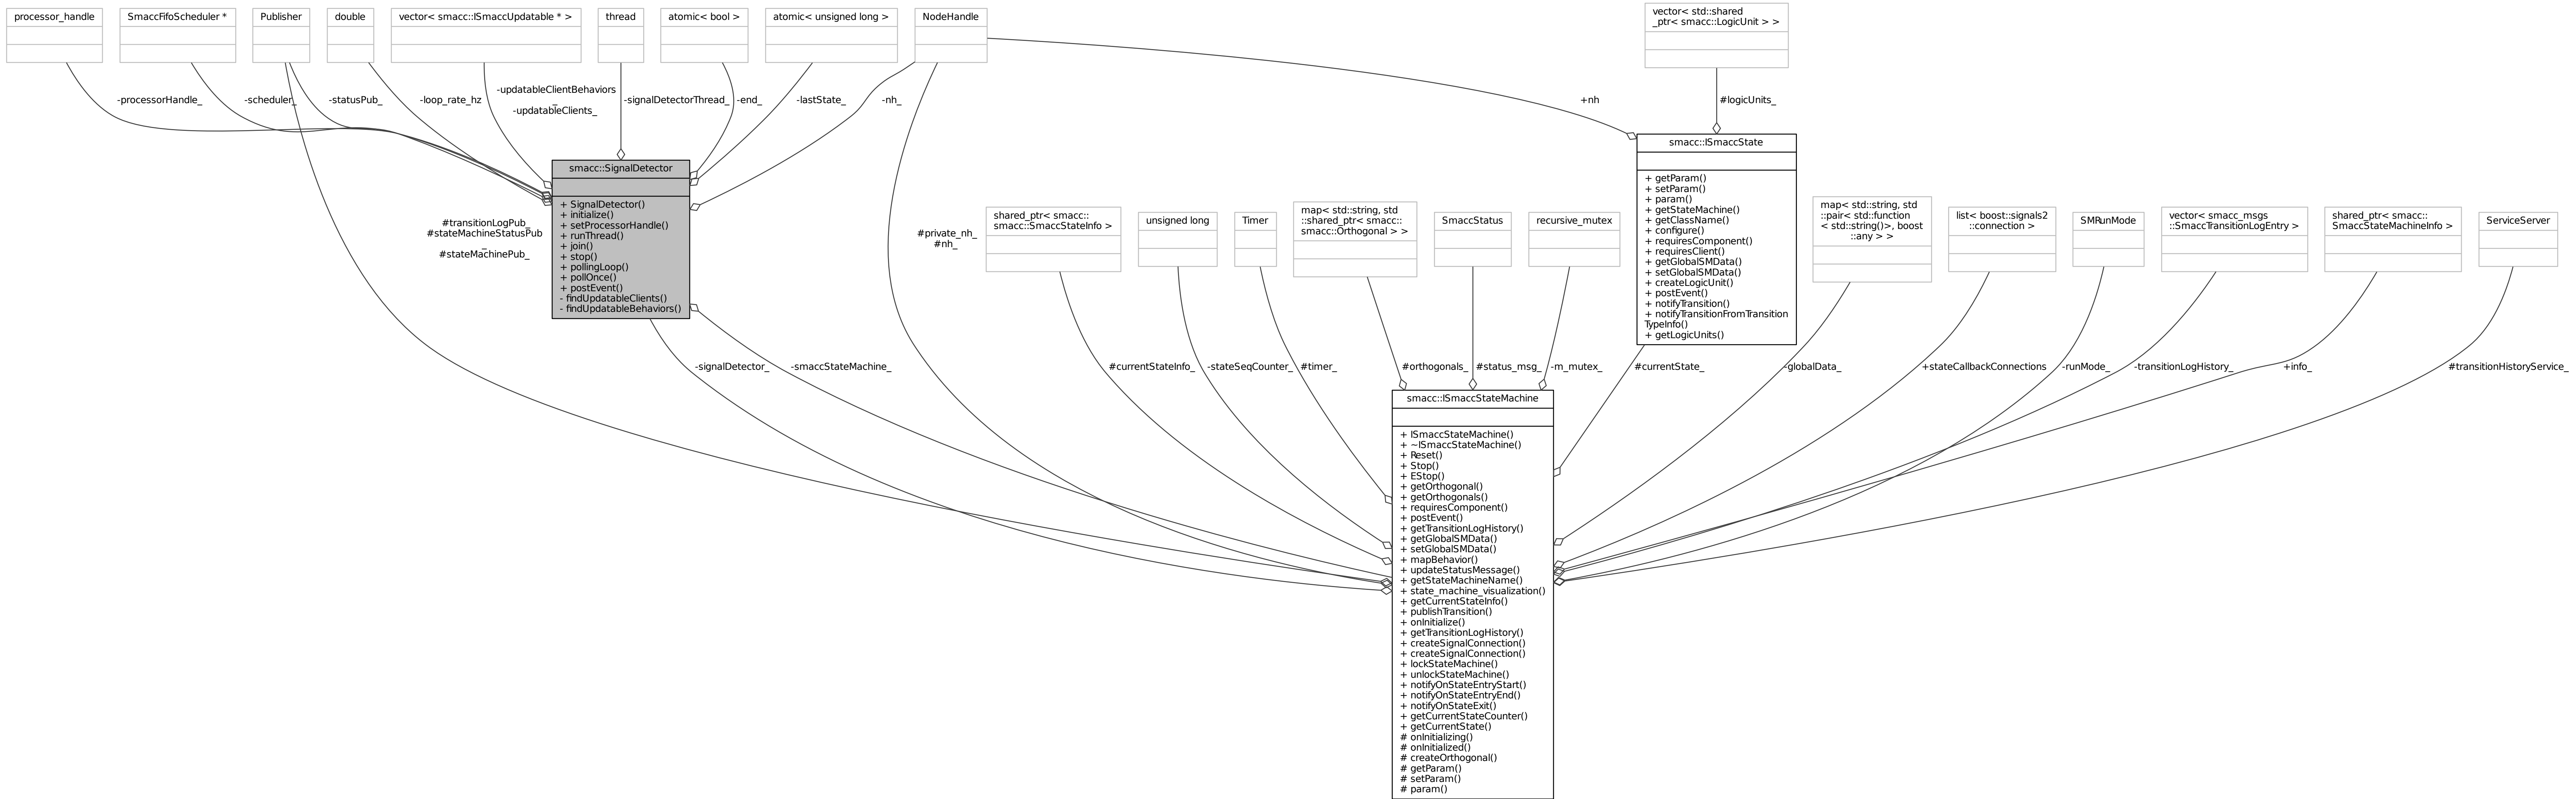 processor_handle
SmaccFifoScheduler *
Publisher
double
vector< smacc::ISmaccUpdatable * >
thread
atomic< bool >
atomic< unsigned long >
NodeHandle
vector< std::shared
_ptr< smacc::LogicUnit > >
-processorHandle_
-scheduler_
-statusPub_
-loop_rate_hz
-updatableClientBehaviors
_
-updatableClients_
-signalDetectorThread_
-end_
-lastState_
-nh_
+nh
#logicUnits_
smacc::SignalDetector
+ SignalDetector()
+ initialize()
+ setProcessorHandle()
+ runThread()
+ join()
+ stop()
+ pollingLoop()
+ pollOnce()
+ postEvent()
- findUpdatableClients()
- findUpdatableBehaviors()
smacc::ISmaccState
+ getParam()
+ setParam()
+ param()
+ getStateMachine()
+ getClassName()
+ configure()
+ requiresComponent()
+ requiresClient()
+ getGlobalSMData()
+ setGlobalSMData()
+ createLogicUnit()
+ postEvent()
+ notifyTransition()
+ notifyTransitionFromTransition
TypeInfo()
+ getLogicUnits()
#transitionLogPub_
#stateMachineStatusPub
_
#stateMachinePub_
#private_nh_
#nh_
shared_ptr< smacc::
smacc::SmaccStateInfo >
unsigned long
Timer
map< std::string, std
::shared_ptr< smacc::
smacc::Orthogonal > >
SmaccStatus
recursive_mutex
map< std::string, std
::pair< std::function
< std::string()>, boost
::any > >
list< boost::signals2
::connection >
SMRunMode
vector< smacc_msgs
::SmaccTransitionLogEntry >
shared_ptr< smacc::
SmaccStateMachineInfo >
ServiceServer
-signalDetector_
-smaccStateMachine_
#currentStateInfo_
-stateSeqCounter_
#timer_
#orthogonals_
#status_msg_
-m_mutex_
#currentState_
-globalData_
+stateCallbackConnections
-runMode_
-transitionLogHistory_
+info_
#transitionHistoryService_
smacc::ISmaccStateMachine
+ ISmaccStateMachine()
+ ~ISmaccStateMachine()
+ Reset()
+ Stop()
+ EStop()
+ getOrthogonal()
+ getOrthogonals()
+ requiresComponent()
+ postEvent()
+ getTransitionLogHistory()
+ getGlobalSMData()
+ setGlobalSMData()
+ mapBehavior()
+ updateStatusMessage()
+ getStateMachineName()
+ state_machine_visualization()
+ getCurrentStateInfo()
+ publishTransition()
+ onInitialize()
+ getTransitionLogHistory()
+ createSignalConnection()
+ createSignalConnection()
+ lockStateMachine()
+ unlockStateMachine()
+ notifyOnStateEntryStart()
+ notifyOnStateEntryEnd()
+ notifyOnStateExit()
+ getCurrentStateCounter()
+ getCurrentState()
# onInitializing()
# onInitialized()
# createOrthogonal()
# getParam()
# setParam()
# param()